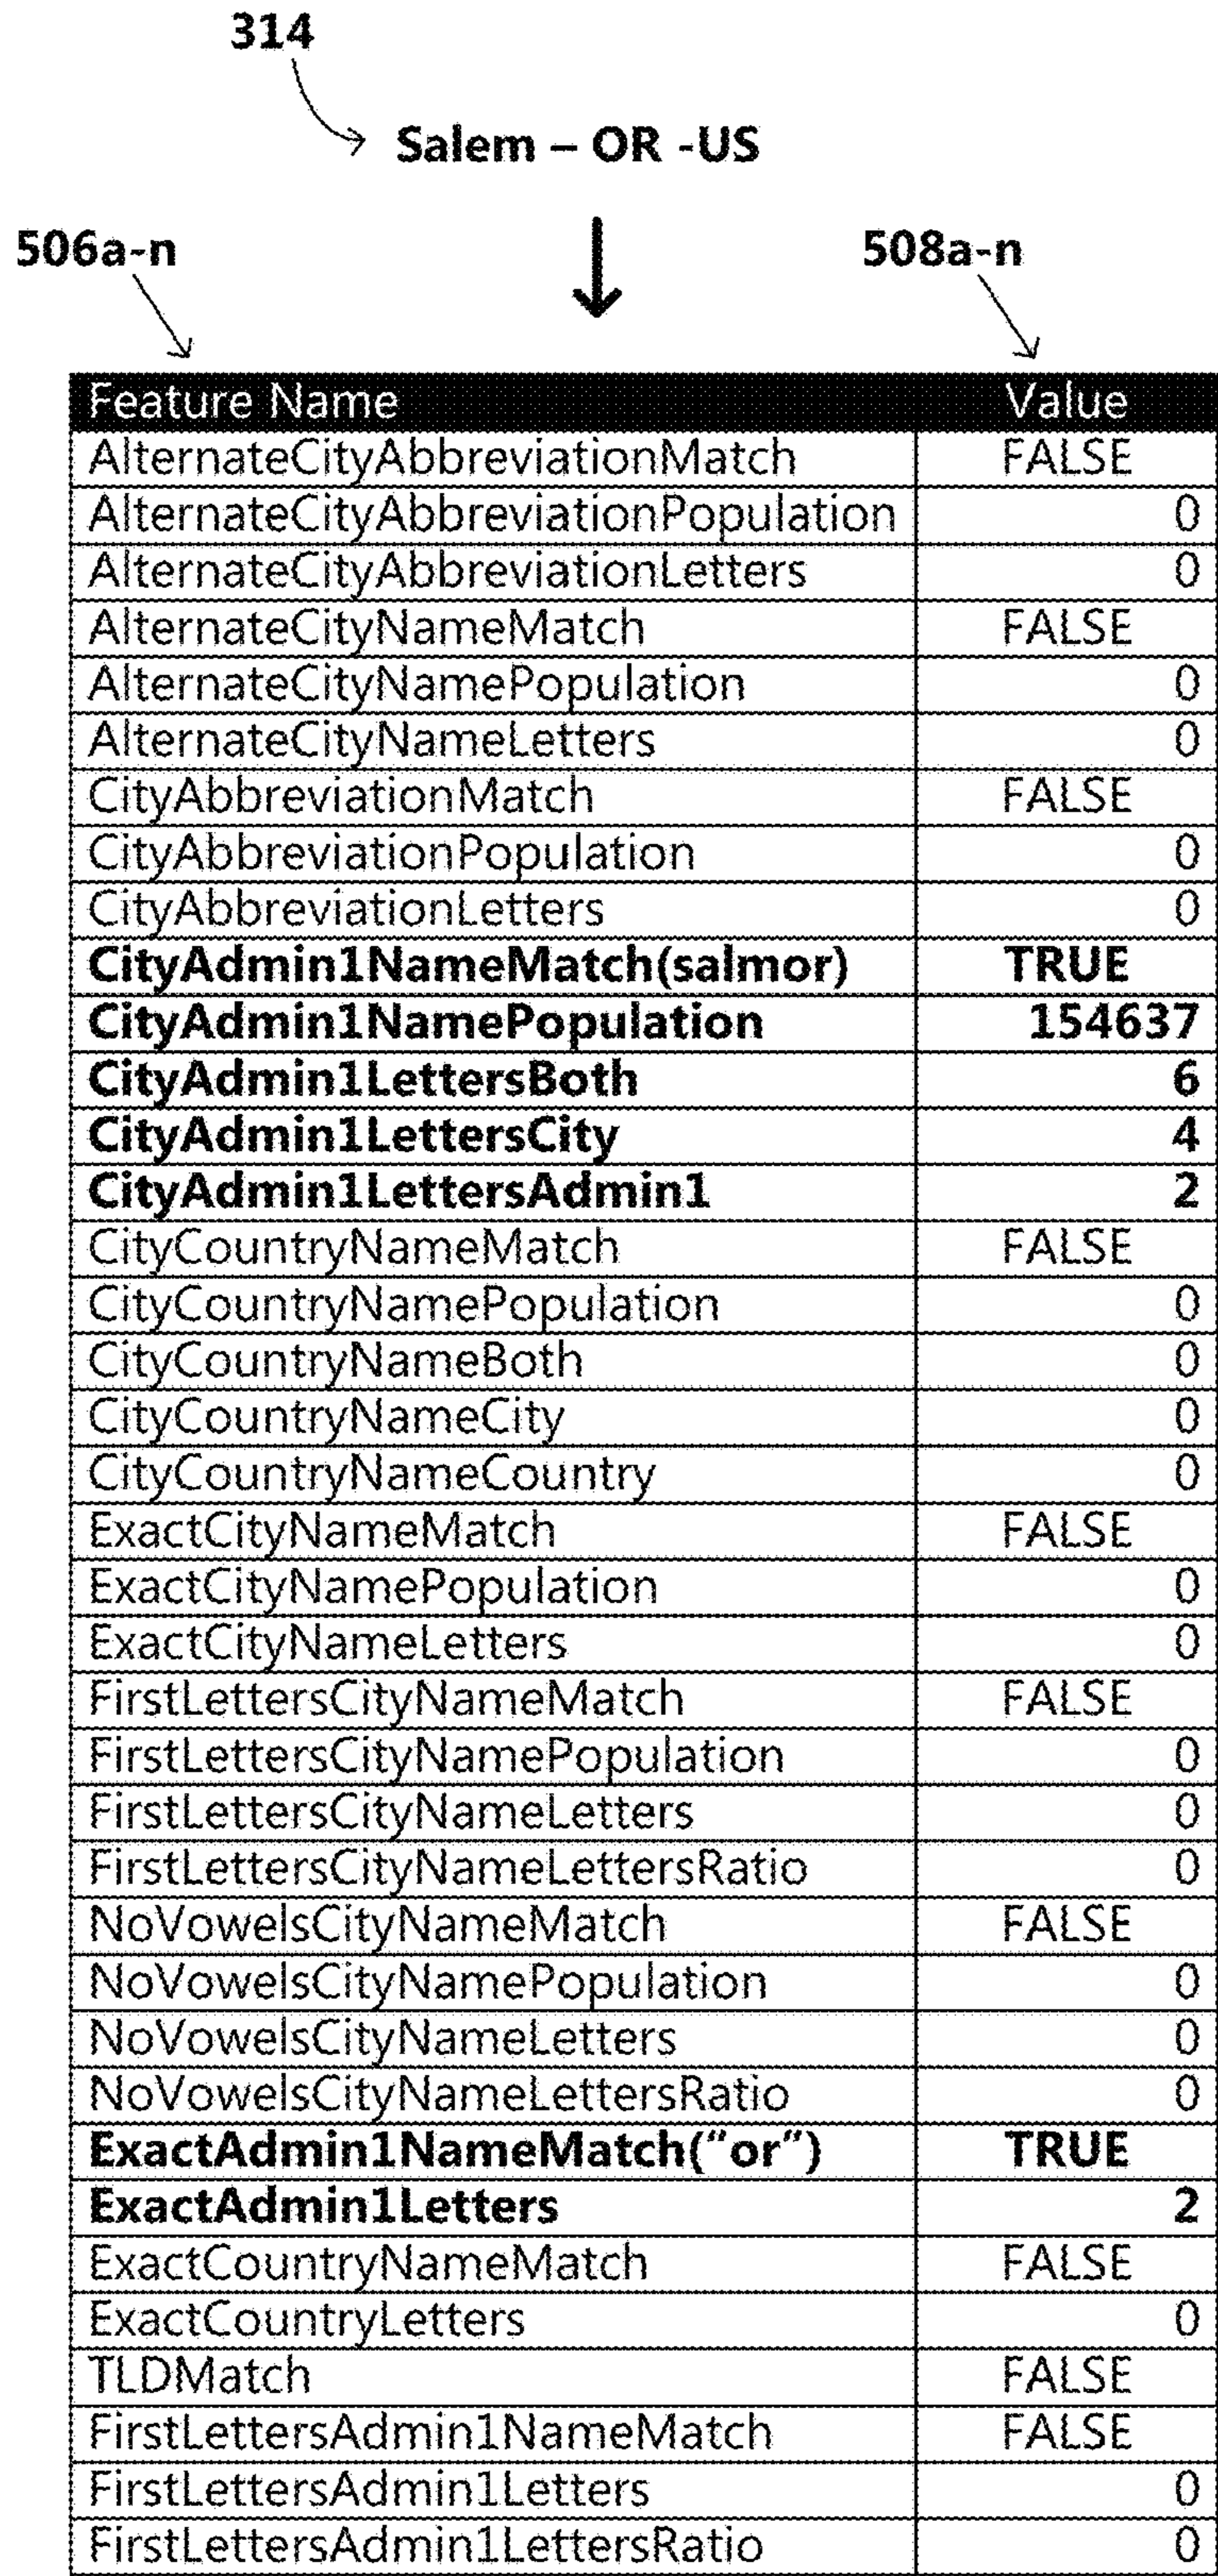 314
Salem – OR -US
506a-n
508a-n
Feature Name Value
AlternateCityAbbreviationMatch FALSE
AlternateCityAbbreviationPopulation 0
AlternateCityAbbreviationLetters 0
AlternateCityNameMatch FALSE
AlternateCityNamePopulation 0
AlternateCityNameLetters 0
CityAbbreviationMatch FALSE
CityAbbreviationPopulation 0
CityAbbreviationLetters 0
CityAdmin1NameMatch(salmor) TRUE
CityAdmin1NamePopulation 154637
CityAdmin1LettersBoth 6
CityAdmin1LettersCity 4
CityAdmin1LettersAdmin1 2
CityCountryNameMatch FALSE
CityCountryNamePopulation 0
CityCountryNameBoth 0
CityCountryNameCity 0
CityCountryNameCountry 0
ExactCityNameMatch FALSE
ExactCityNamePopulation 0
ExactCityNameLetters 0
FirstLettersCityNameMatch FALSE
FirstLettersCityNamePopulation 0
FirstLettersCityNameLetters 0
FirstLettersCityNameLettersRatio 0
NoVowelsCityNameMatch FALSE
NoVowelsCityNamePopulation 0
NoVowelsCityNameLetters 0
NoVowelsCityNameLettersRatio 0
ExactAdmin1NameMatch(“or”) TRUE
ExactAdmin1Letters 2
ExactCountryNameMatch FALSE
ExactCountryLetters 0
TLDMatch FALSE
FirstLettersAdmin1NameMatch FALSE
FirstLettersAdmin1Letters 0
FirstLettersAdmin1LettersRatio 0